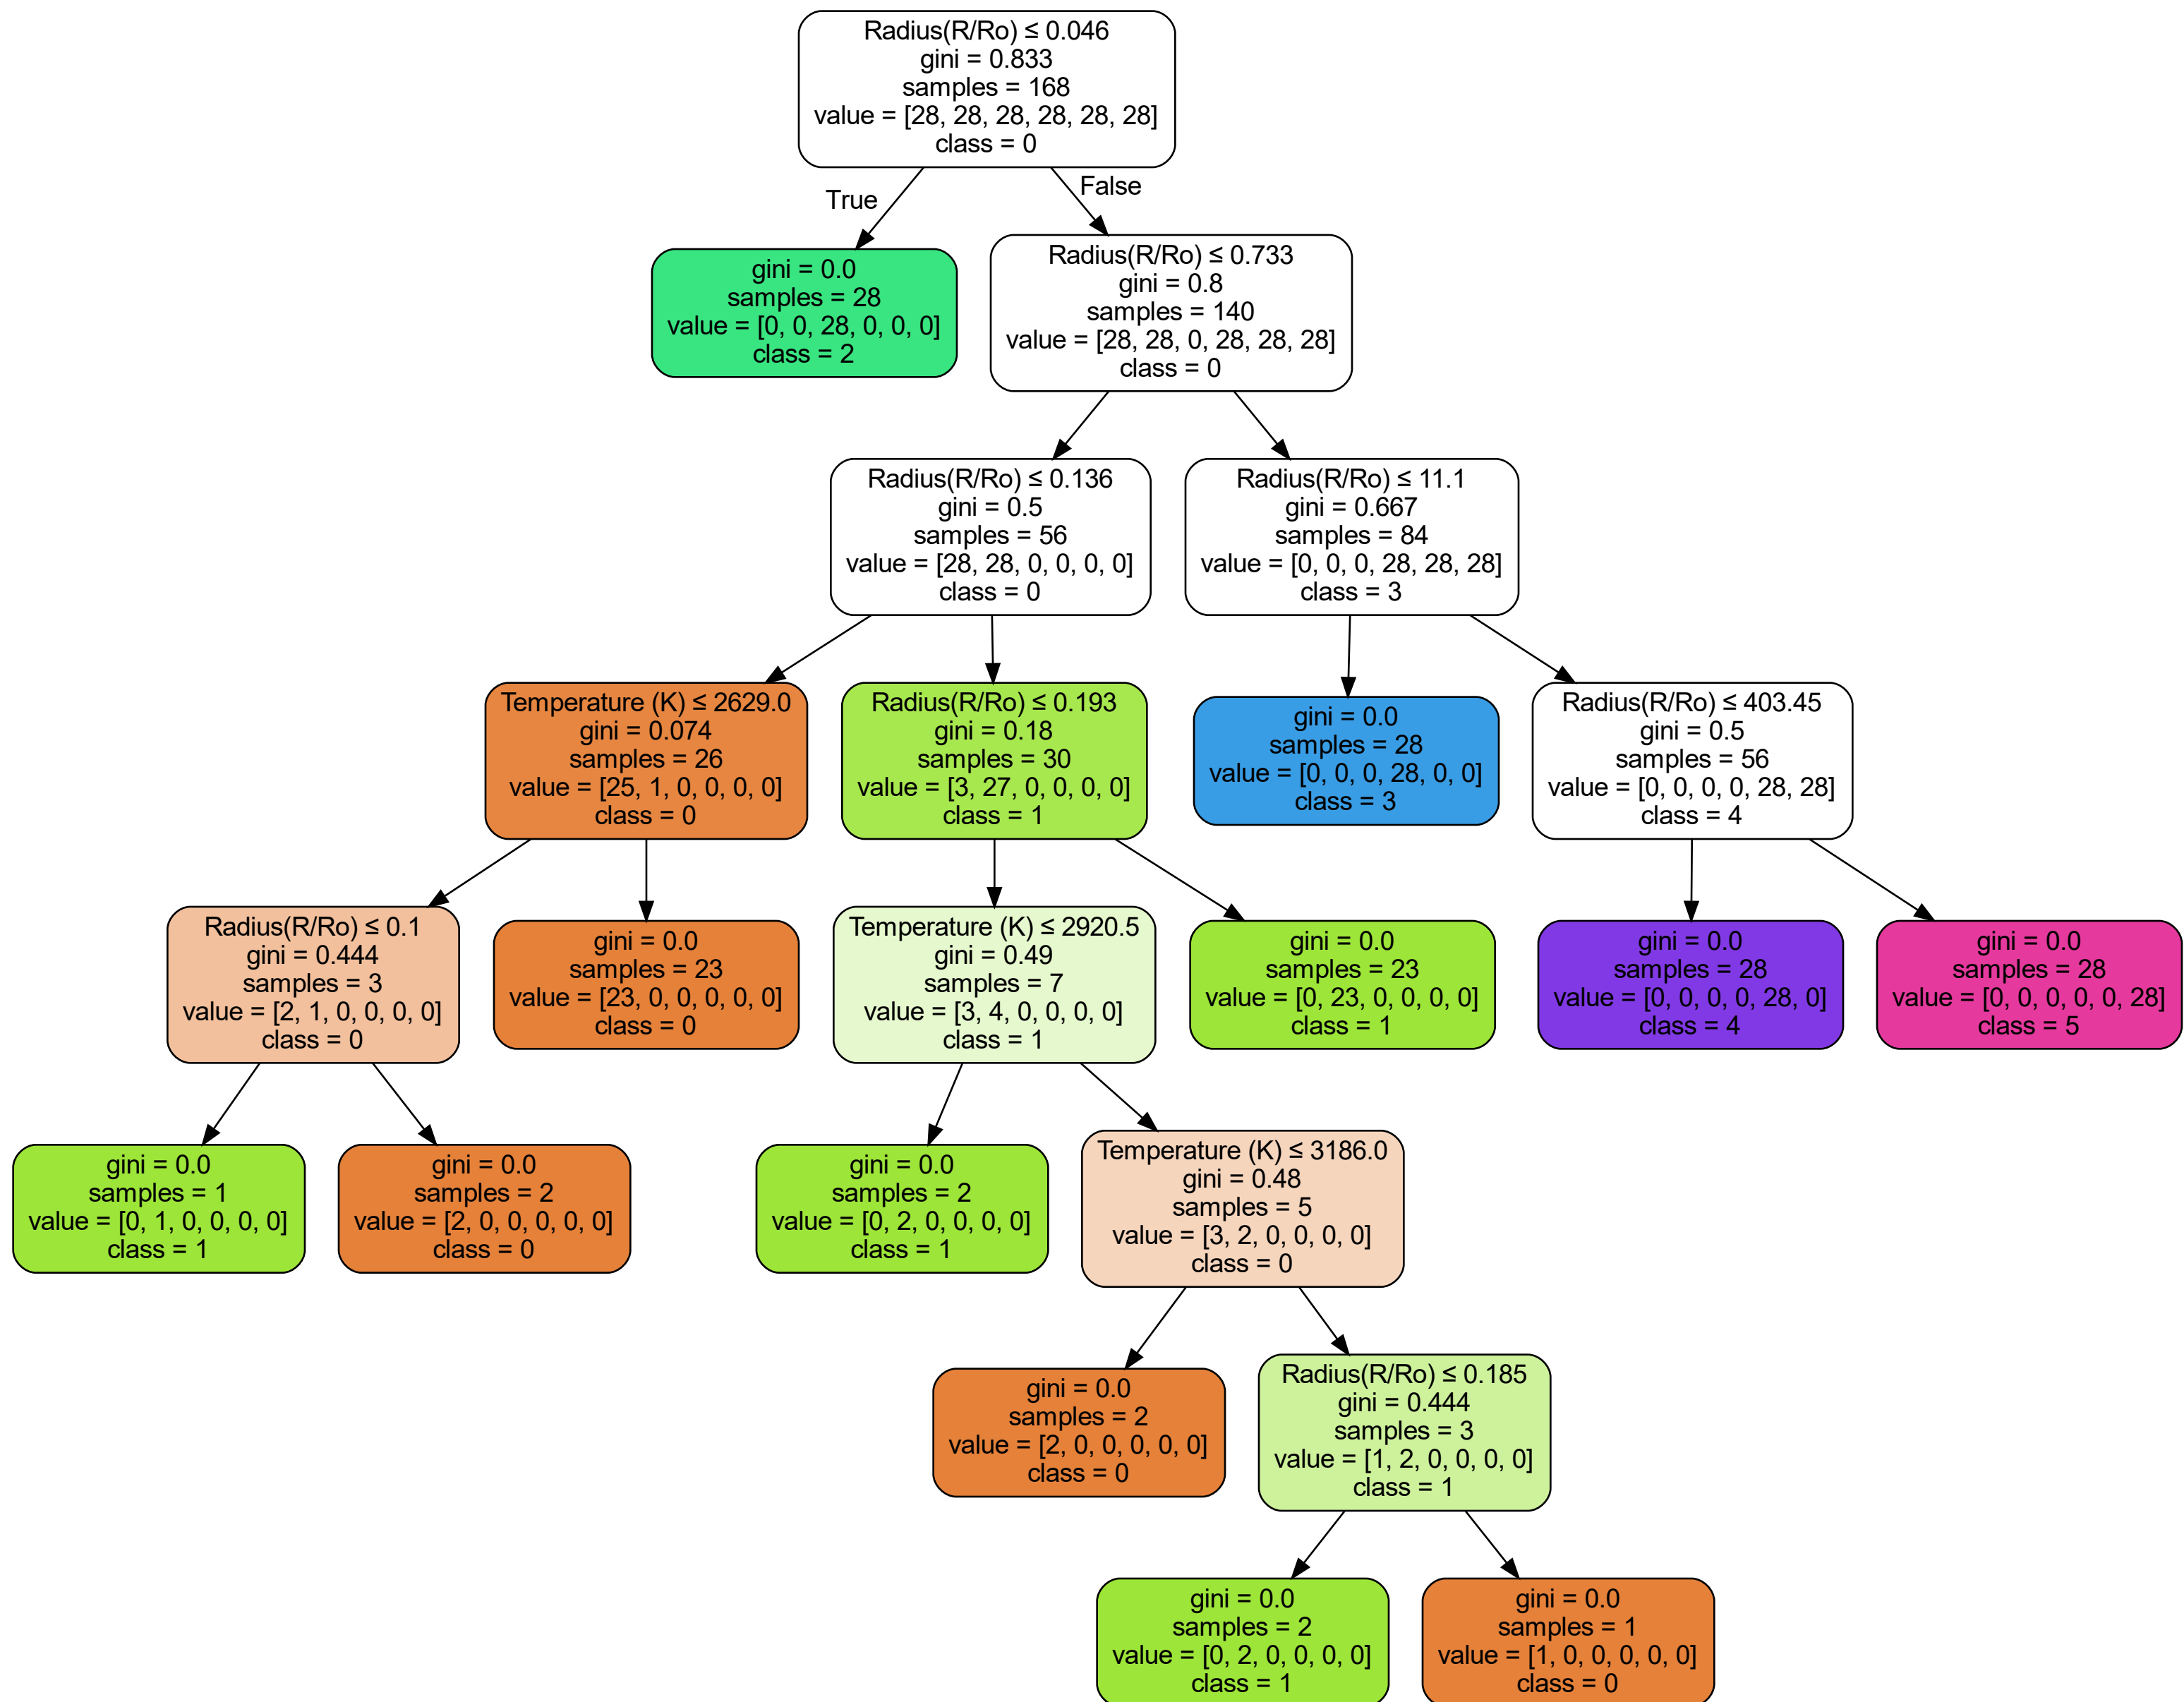 Radius(R/Ro) ≤ 0.046
gini = 0.833
samples = 168
value = [28, 28, 28, 28, 28, 28]
class = 0
True
False
gini = 0.0
samples = 28
value = [0, 0, 28, 0, 0, 0]
class = 2
Radius(R/Ro) ≤ 0.733
gini = 0.8
samples = 140
value = [28, 28, 0, 28, 28, 28]
class = 0
Radius(R/Ro) ≤ 0.136
gini = 0.5
samples = 56
value = [28, 28, 0, 0, 0, 0]
class = 0
Radius(R/Ro) ≤ 11.1
gini = 0.667
samples = 84
value = [0, 0, 0, 28, 28, 28]
class = 3
Temperature (K) ≤ 2629.0
gini = 0.074
samples = 26
value = [25, 1, 0, 0, 0, 0]
class = 0
Radius(R/Ro) ≤ 0.193
gini = 0.18
samples = 30
value = [3, 27, 0, 0, 0, 0]
class = 1
gini = 0.0
samples = 28
value = [0, 0, 0, 28, 0, 0]
class = 3
Radius(R/Ro) ≤ 403.45
gini = 0.5
samples = 56
value = [0, 0, 0, 0, 28, 28]
class = 4
Radius(R/Ro) ≤ 0.1
gini = 0.444
samples = 3
value = [2, 1, 0, 0, 0, 0]
class = 0
gini = 0.0
samples = 23
value = [23, 0, 0, 0, 0, 0]
class = 0
Temperature (K) ≤ 2920.5
gini = 0.49
samples = 7
value = [3, 4, 0, 0, 0, 0]
class = 1
gini = 0.0
samples = 23
value = [0, 23, 0, 0, 0, 0]
class = 1
gini = 0.0
samples = 28
value = [0, 0, 0, 0, 28, 0]
class = 4
gini = 0.0
samples = 28
value = [0, 0, 0, 0, 0, 28]
class = 5
gini = 0.0
samples = 1
value = [0, 1, 0, 0, 0, 0]
class = 1
gini = 0.0
samples = 2
value = [2, 0, 0, 0, 0, 0]
class = 0
gini = 0.0
samples = 2
value = [0, 2, 0, 0, 0, 0]
class = 1
Temperature (K) ≤ 3186.0
gini = 0.48
samples = 5
value = [3, 2, 0, 0, 0, 0]
class = 0
gini = 0.0
samples = 2
value = [2, 0, 0, 0, 0, 0]
class = 0
Radius(R/Ro) ≤ 0.185
gini = 0.444
samples = 3
value = [1, 2, 0, 0, 0, 0]
class = 1
gini = 0.0
samples = 2
value = [0, 2, 0, 0, 0, 0]
class = 1
gini = 0.0
samples = 1
value = [1, 0, 0, 0, 0, 0]
class = 0